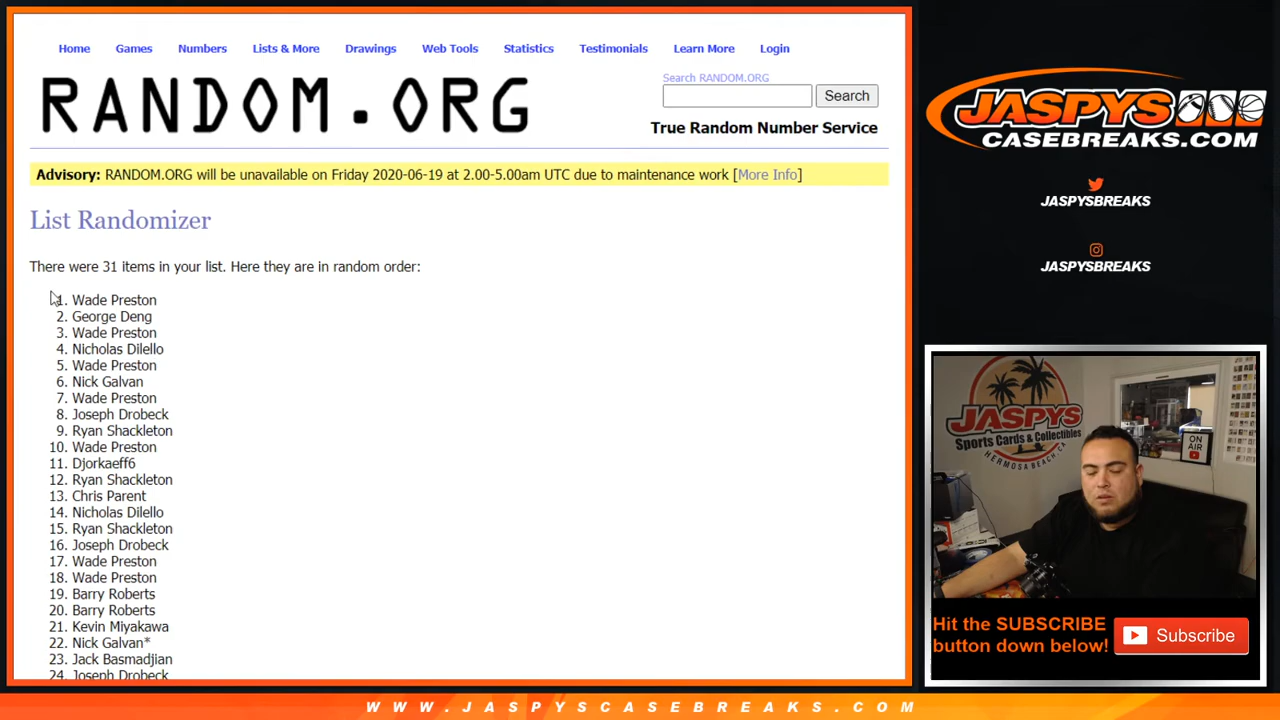 Home Games Numbers Lists & More Drawings Web Tools Statistics Testimonials Learn More Login
RANDOM.ORG
Search RANDOM.ORG
Search
True Random Number Service
Advisory: RANDOM.ORG will be unavailable on Friday 2020-06-19 at 2.00-5.00am UTC due to maintenance work [More Info]
List Randomizer
There were 31 items in your list. Here they are in random order:
1. Wade Preston
2. George Deng
3. Wade Preston
4. Nicholas Dilello
5. Wade Preston
6. Nick Galvan
7. Wade Preston
8. Joseph Drobeck
9. Ryan Shackleton
10. Wade Preston
11. Djorkaeff6
12. Ryan Shackleton
13. Chris Parent
14. Nicholas Dilello
15. Ryan Shackleton
16. Joseph Drobeck
17. Wade Preston
18. Wade Preston
19. Barry Roberts
20. Barry Roberts
21. Kevin Miyakawa
22. Nick Galvan*
23. Jack Basmadjian
24. Joseph Drobeck
JASPYS
CASEBREAKS.COM
JASPYSBREAKS
JASPYSBREAKS
JASPYS
Sports Cards & Collectibles
HERMOSA BEACH, CA
ON AIR
Hit the SUBSCRIBE
button down below!
Subscribe
WWW.JASPYSCASEBREAKS.COM